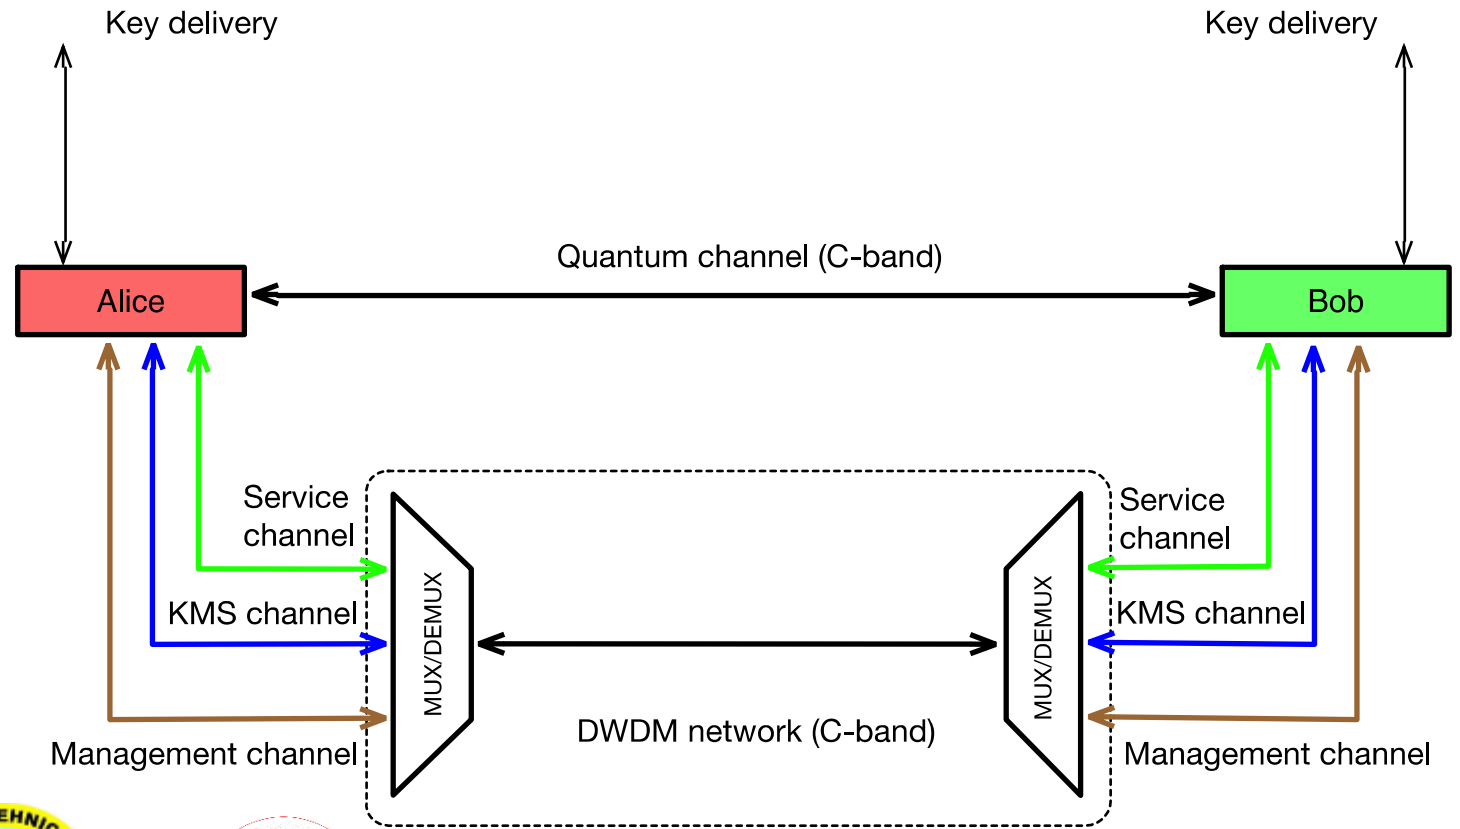 Key delivery
Key delivery
Quantum channel (C-band)
Alice
Bob
Service
channel
Service
channel
KMS channel
KMS channel
MUX/DEMUX
MUX/DEMUX
DWDM network (C-band)
Management channel
Management channel